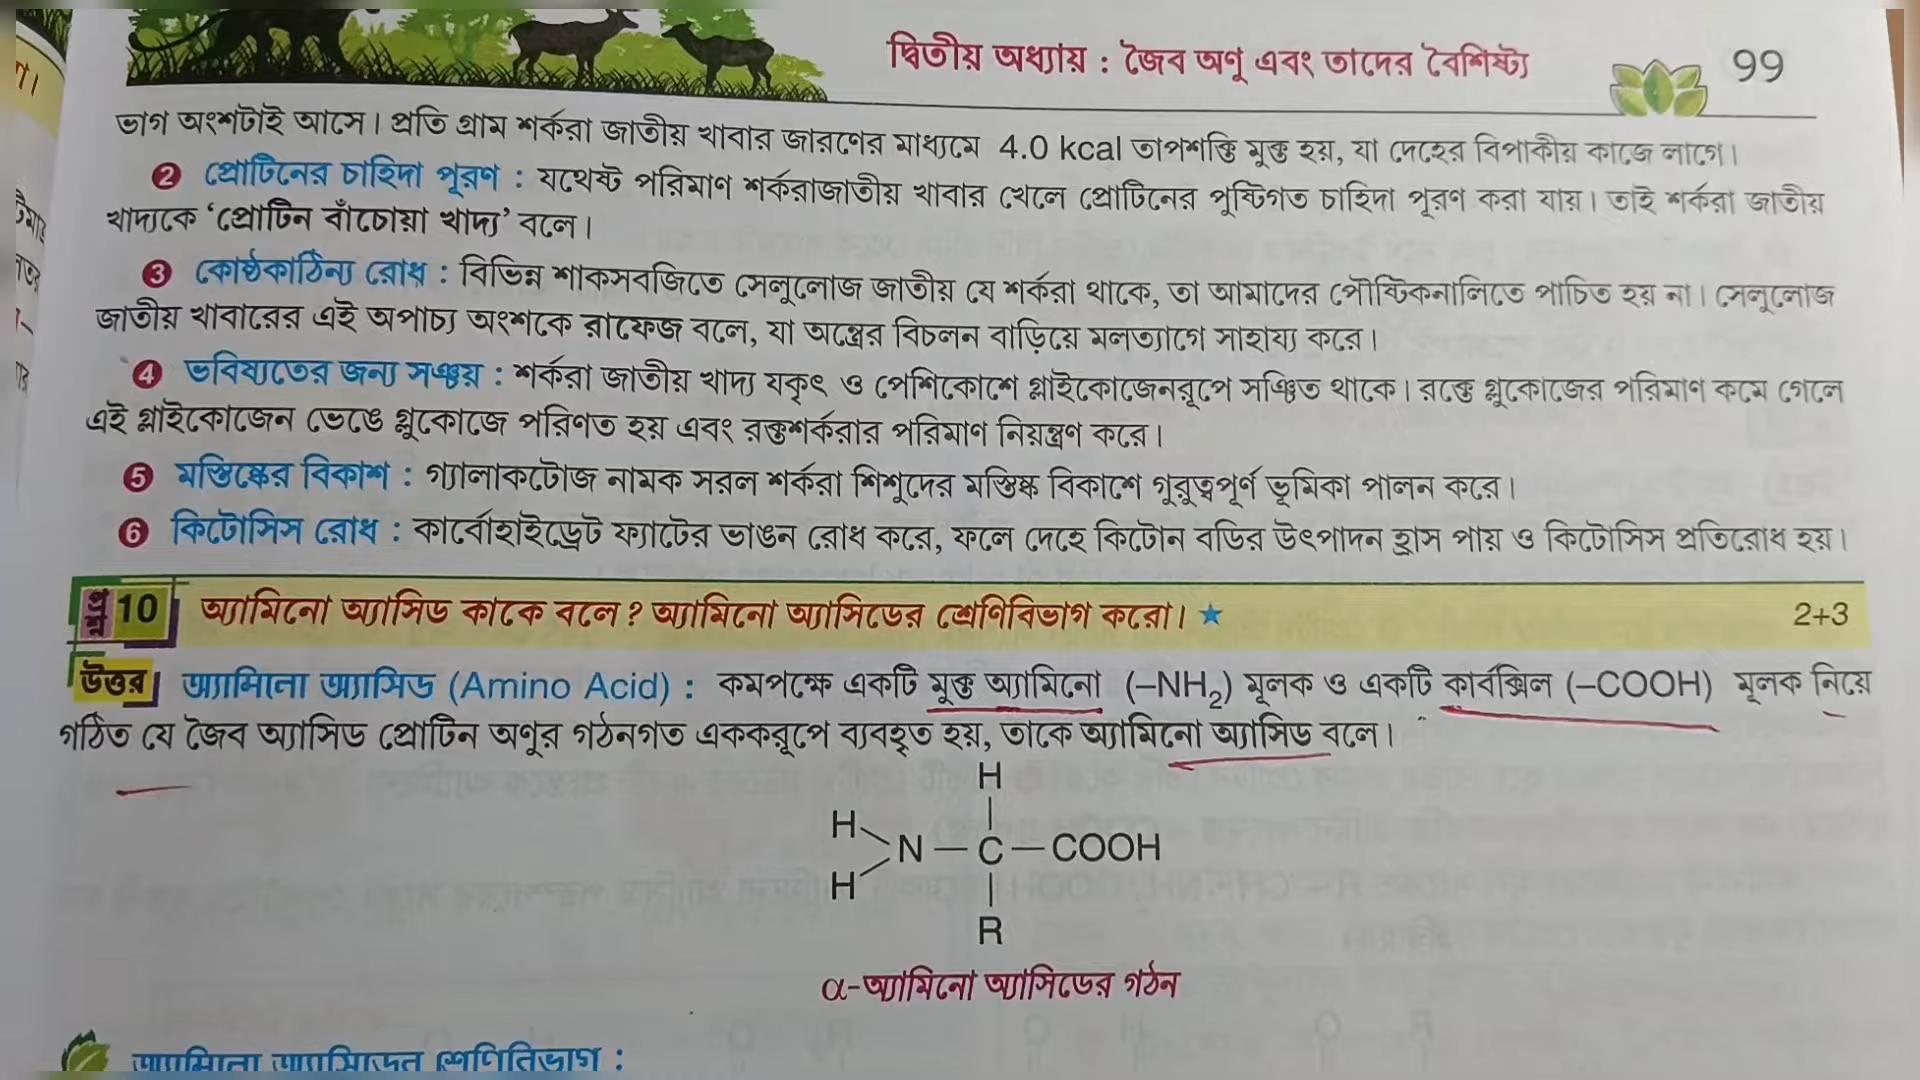 দ্বিতীয় অধ্যায় : জৈব অণু এবং তাদের বৈশিষ্ট্য 99
ভাগ অংশটাই আসে। প্রতি গ্রাম শর্করা জাতীয় খাবার জারণের মাধ্যমে 4.0 kcal তাপশক্তি মুক্ত হয়, যা দেহের বিপাকীয় কাজে লাগে।
2 প্রোটিনের চাহিদা পূরণ : যথেষ্ট পরিমাণ শর্করাজাতীয় খাবার খেলে প্রোটিনের পুষ্টিগত চাহিদা পূরণ করা যায়। তাই শর্করা জাতীয়
খাদ্যকে ‘প্রোটিন বাঁচোয়া খাদ্য’ বলে।
3 কোষ্ঠকাঠিন্য রোধ : বিভিন্ন শাকসবজিতে সেলুলোজ জাতীয় যে শর্করা থাকে, তা আমাদের পৌষ্টিকনালিতে পাচিত হয় না। সেলুলোজ
জাতীয় খাবারের এই অপাচ্য অংশকে রাফেজ বলে, যা অন্ত্রের বিচলন বাড়িয়ে মলত্যাগে সাহায্য করে।
4 ভবিষ্যতের জন্য সঞ্চয় : শর্করা জাতীয় খাদ্য যকৃৎ ও পেশিকোশে গ্লাইকোজেনরূপে সঞ্চিত থাকে। রক্তে গ্লুকোজের পরিমাণ কমে গেলে
এই গ্লাইকোজেন ভেঙে গ্লুকোজে পরিণত হয় এবং রক্তশর্করার পরিমাণ নিয়ন্ত্রণ করে।
5 মস্তিষ্কের বিকাশ : গ্যালাকটোজ নামক সরল শর্করা শিশুদের মস্তিষ্ক বিকাশে গুরুত্বপূর্ণ ভূমিকা পালন করে।
6 কিটোসিস রোধ : কার্বোহাইড্রেট ফ্যাটের ভাঙন রোধ করে, ফলে দেহে কিটোন বডির উৎপাদন হ্রাস পায় ও কিটোসিস প্রতিরোধ হয়।
প্রশ্ন 10 অ্যামিনো অ্যাসিড কাকে বলে? অ্যামিনো অ্যাসিডের শ্রেণিবিভাগ করো। ★ 2+3
উত্তর অ্যামিনো অ্যাসিড (Amino Acid) : কমপক্ষে একটি মুক্ত অ্যামিনো (–NH₂) মূলক ও একটি কার্বক্সিল (–COOH) মূলক নিয়ে
গঠিত যে জৈব অ্যাসিড প্রোটিন অণুর গঠনগত এককরূপে ব্যবহৃত হয়, তাকে অ্যামিনো অ্যাসিড বলে।
H
H
N — C — COOH
H
R
α-অ্যামিনো অ্যাসিডের গঠন
অ্যামিনো অ্যাসিডের শ্রেণিবিভাগ :